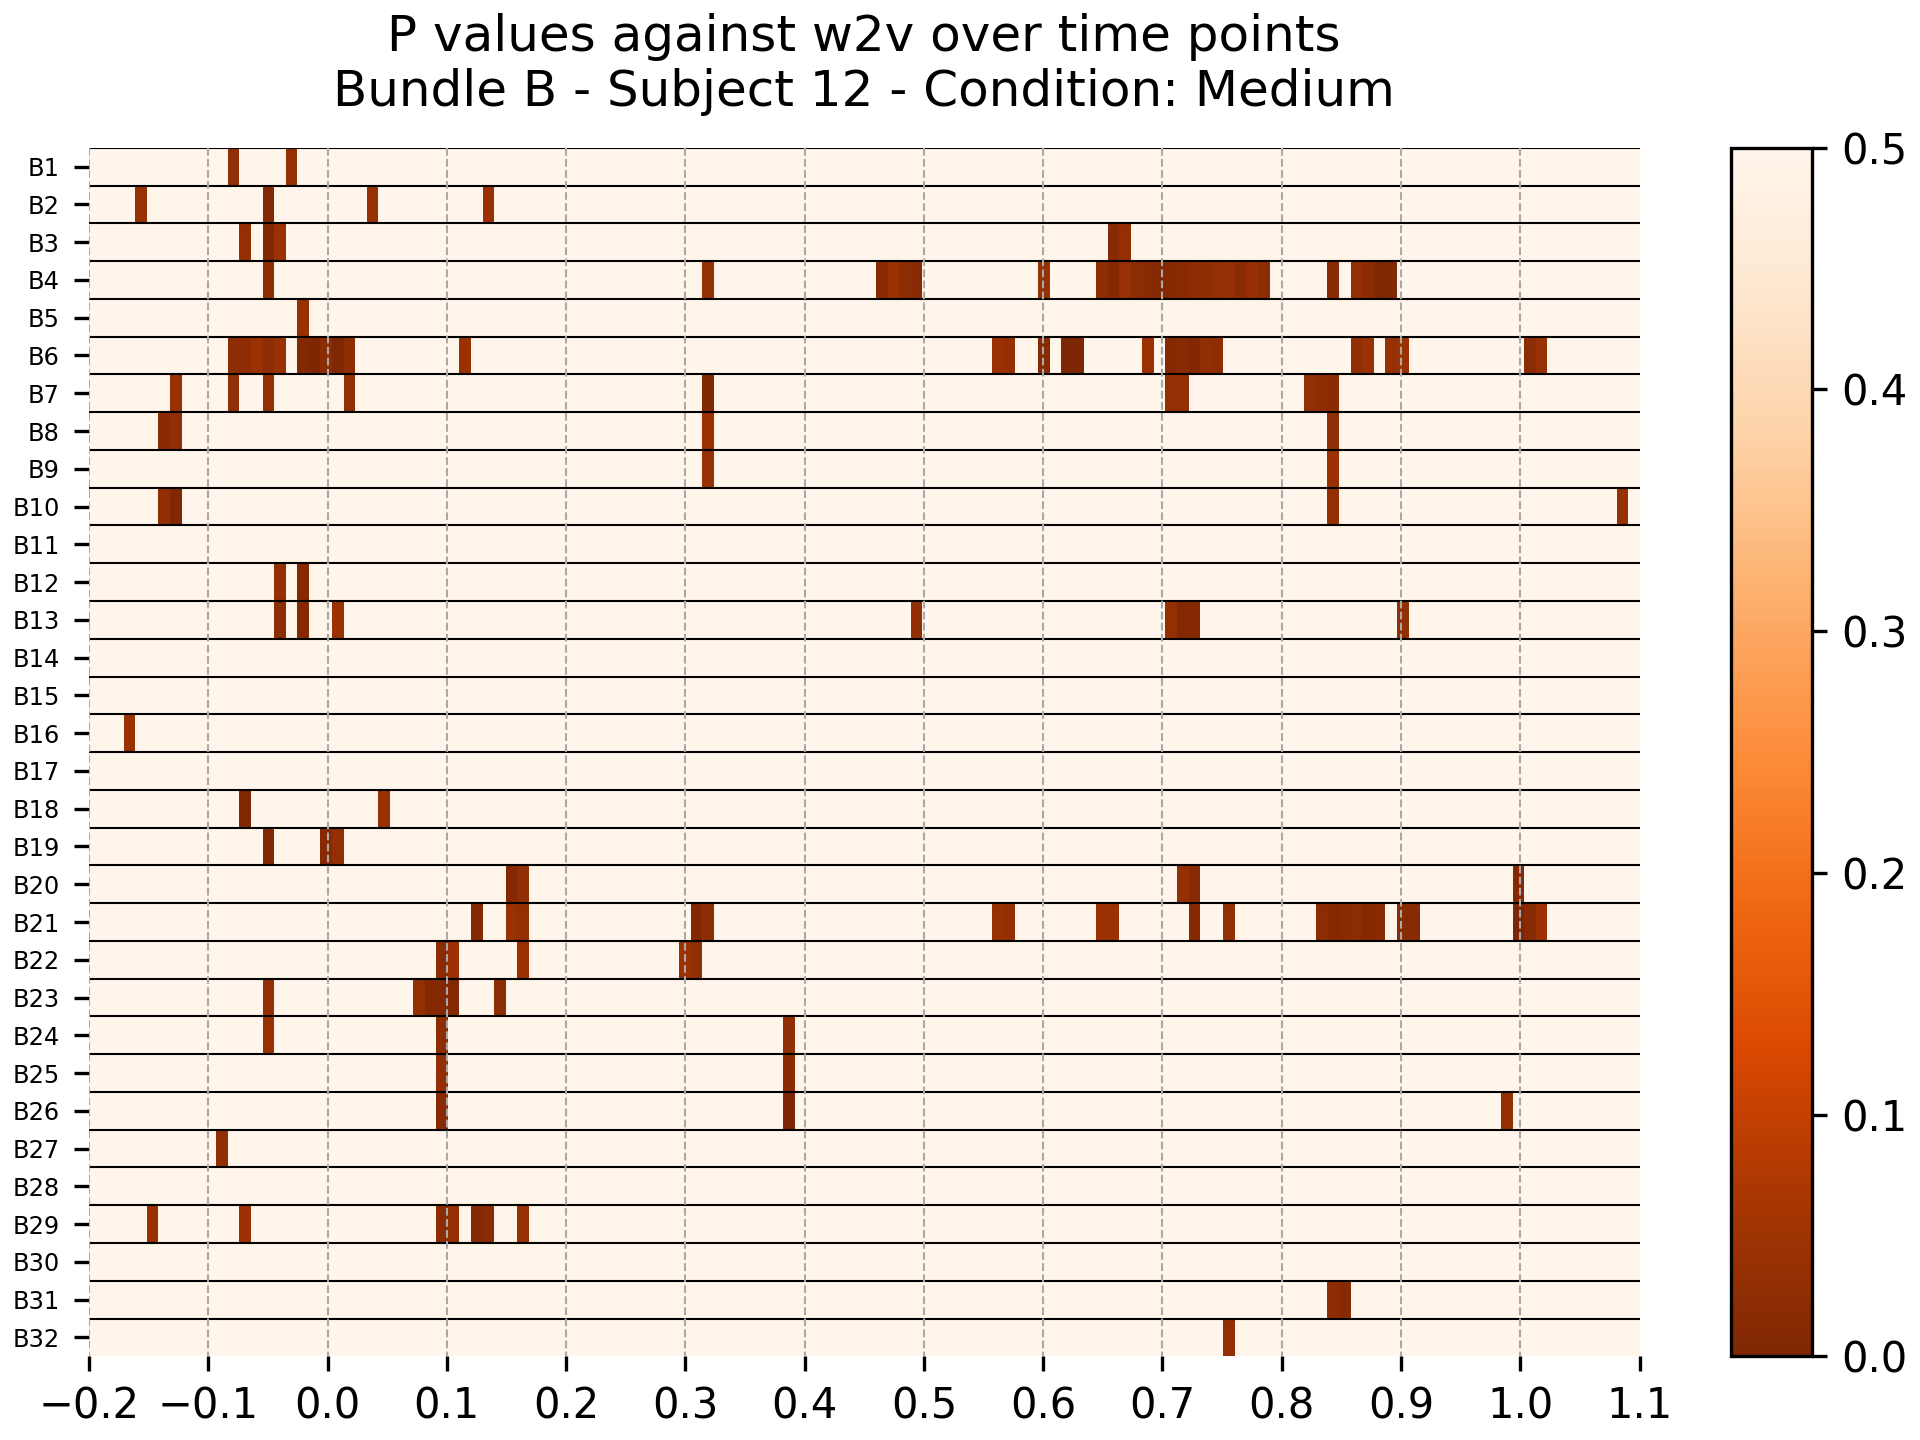 P values against w2v over time points
Bundle B - Subject 12 - Condition: Medium
B1
B2
B3
B4
B5
B6
B7
B8
B9
B10
B11
B12
B13
B14
B15
B16
B17
B18
B19
B20
B21
B22
B23
B24
B25
B26
B27
B28
B29
B30
B31
B32
−0.2 −0.1 0.0 0.1 0.2 0.3 0.4 0.5 0.6 0.7 0.8 0.9 1.0 1.1
0.5
0.4
0.3
0.2
0.1
0.0